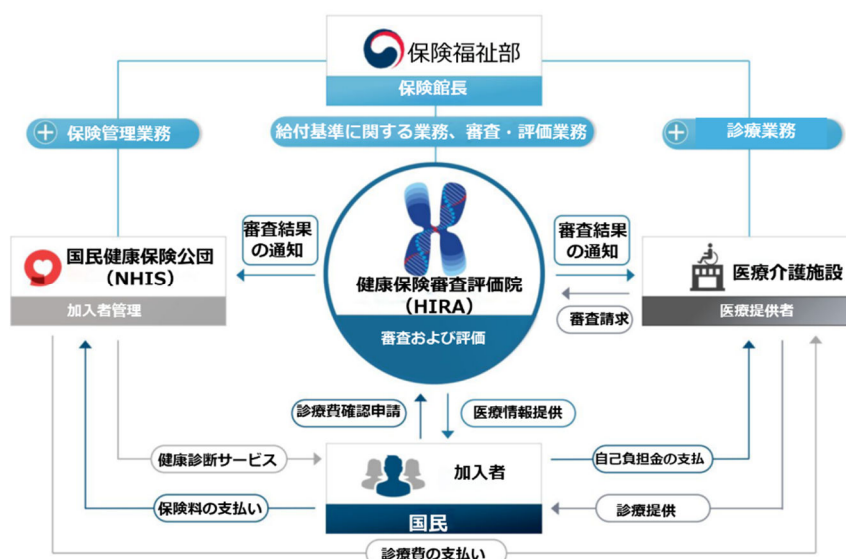 保険福祉部
保険館長
保険管理業務
給付基準に関する業務、審査・評価業務
診療業務
国民健康保険公団
(NHIS)
加入者管理
審査結果
の通知
健康保険審査評価院
(HIRA)
審査および評価
審査結果
の通知
審査請求
医療介護施設
医療提供者
診療費確認申請
医療情報提供
健康診断サービス
保険料の支払い
加入者
国民
自己負担金の支払
診療提供
診療費の支払い